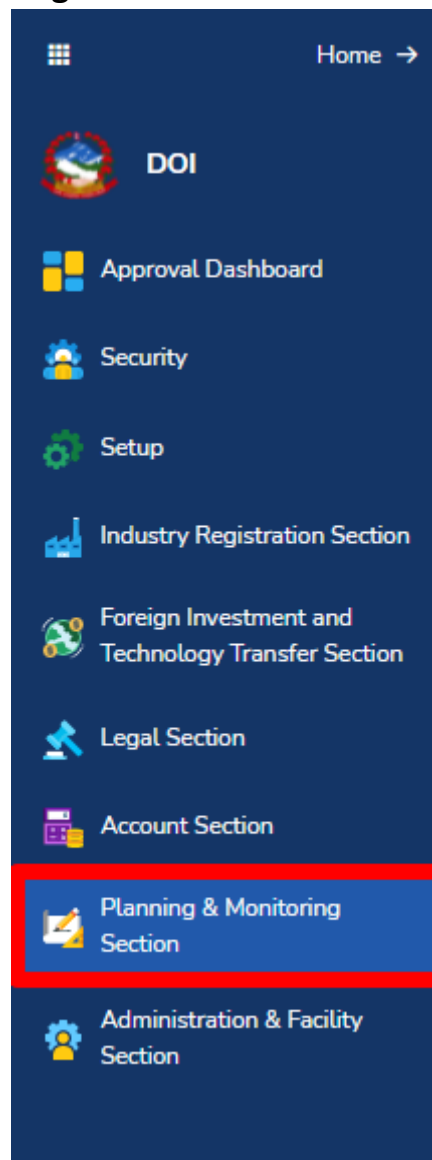 Home →
DOI
Approval Dashboard
Security
Setup
Industry Registration Section
Foreign Investment and
Technology Transfer Section
Legal Section
Account Section
Planning & Monitoring
Section
Administration & Facility
Section